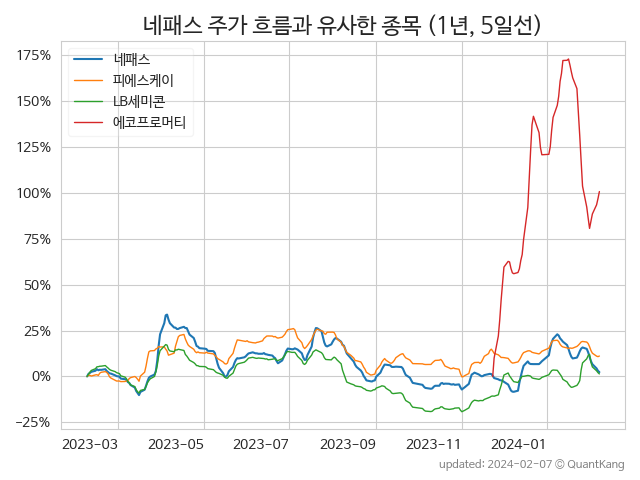 네패스 주가 흐름과 유사한 종목 (1년, 5일선)
네패스
피에스케이
LB세미콘
에코프로머티
175%
150%
125%
100%
75%
50%
25%
0%
−25%
2023-03 2023-05 2023-07 2023-09 2023-11 2024-01
updated: 2024-02-07 © QuantKang